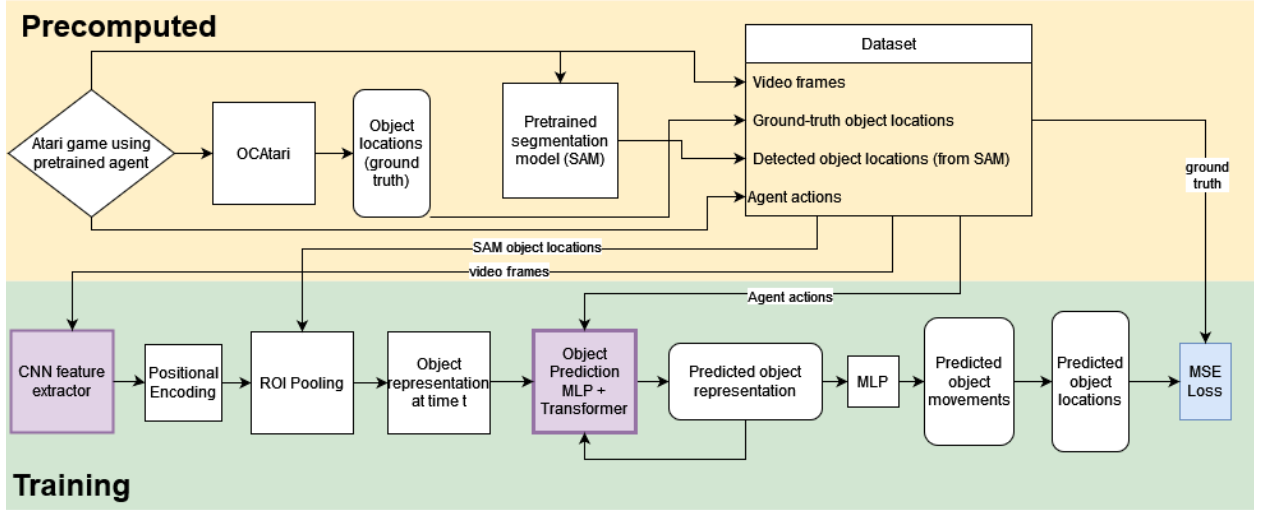 Precomputed
Dataset
Video frames
Ground-truth object locations
Detected object locations (from SAM)
Agent actions
Atari game using
pretrained agent
OCAtari
Object
locations
(ground
truth)
Pretrained
segmentation
model (SAM)
ground
truth
SAM object locations
video frames
Agent actions
CNN feature
extractor
Positional
Encoding
ROI Pooling
Object
representation
at time t
Object
Prediction
MLP +
Transformer
Predicted object
representation
MLP
Predicted
object
movements
Predicted
object
locations
MSE
Loss
Training